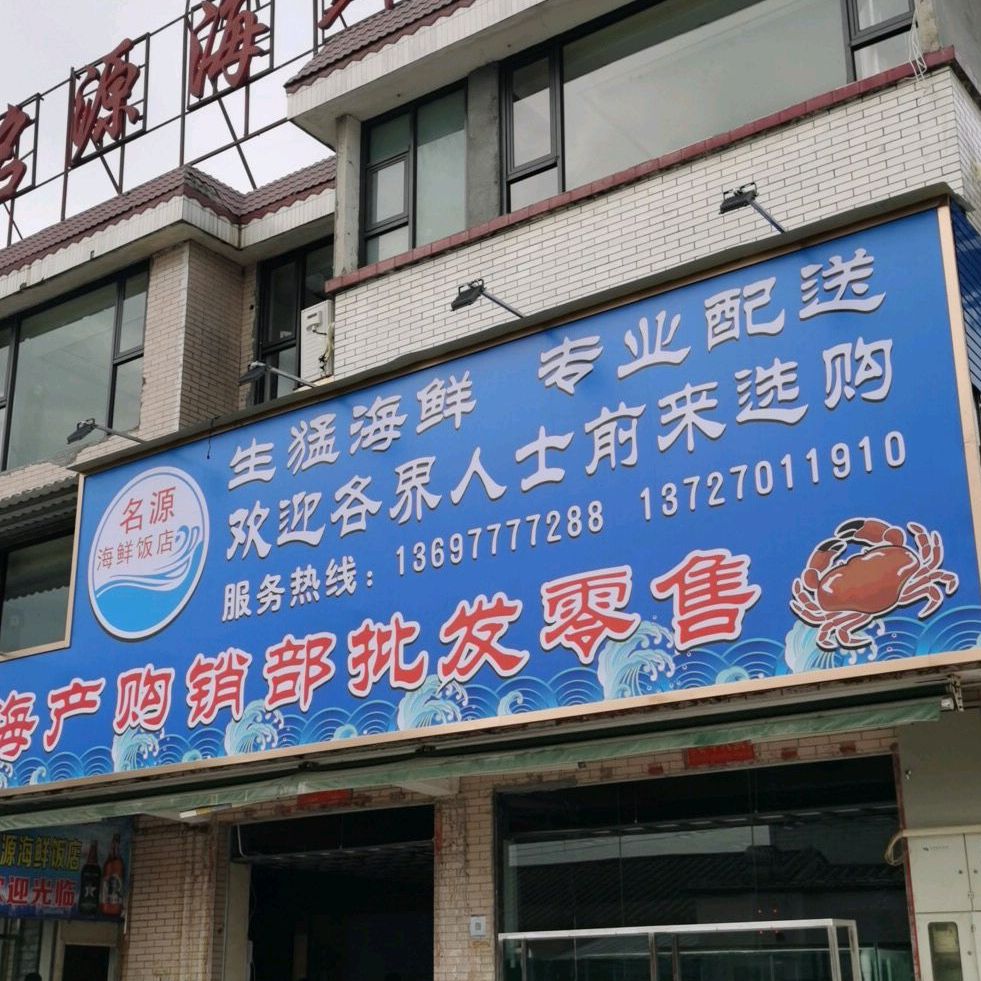 名源海
生猛海鲜 专业配送
欢迎各界人士前来选购
服务热线：13697777288 13727011910
名源
海鲜饭店
海产购销部批发零售
源海鲜饭店
欢迎光临